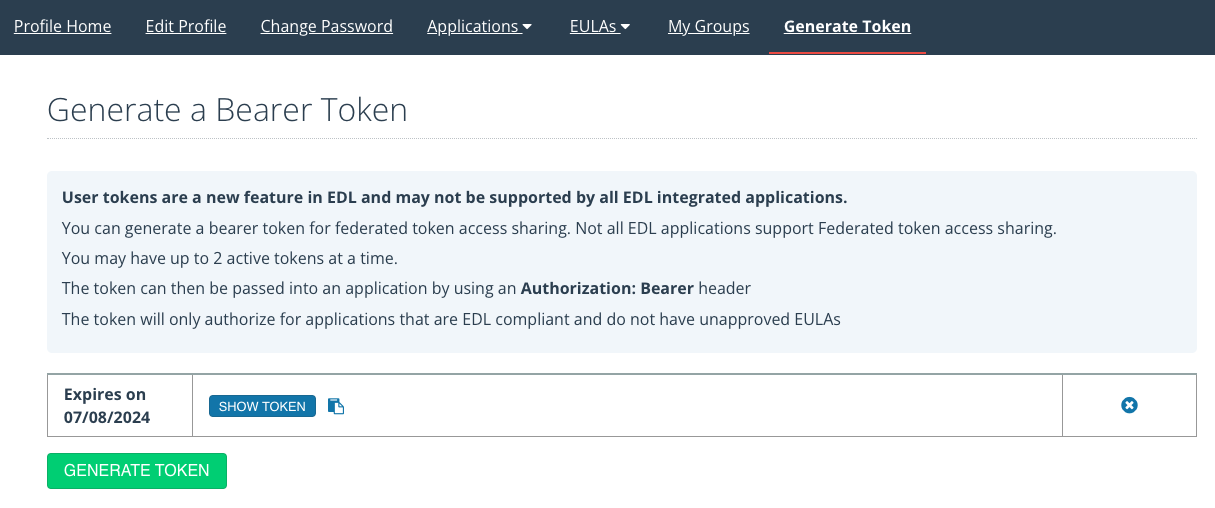 Profile Home Edit Profile Change Password Applications EULAs My Groups Generate Token
Generate a Bearer Token
User tokens are a new feature in EDL and may not be supported by all EDL integrated applications.
You can generate a bearer token for federated token access sharing. Not all EDL applications support Federated token access sharing.
You may have up to 2 active tokens at a time.
The token can then be passed into an application by using an Authorization: Bearer header
The token will only authorize for applications that are EDL compliant and do not have unapproved EULAs
Expires on
07/08/2024
SHOW TOKEN
GENERATE TOKEN